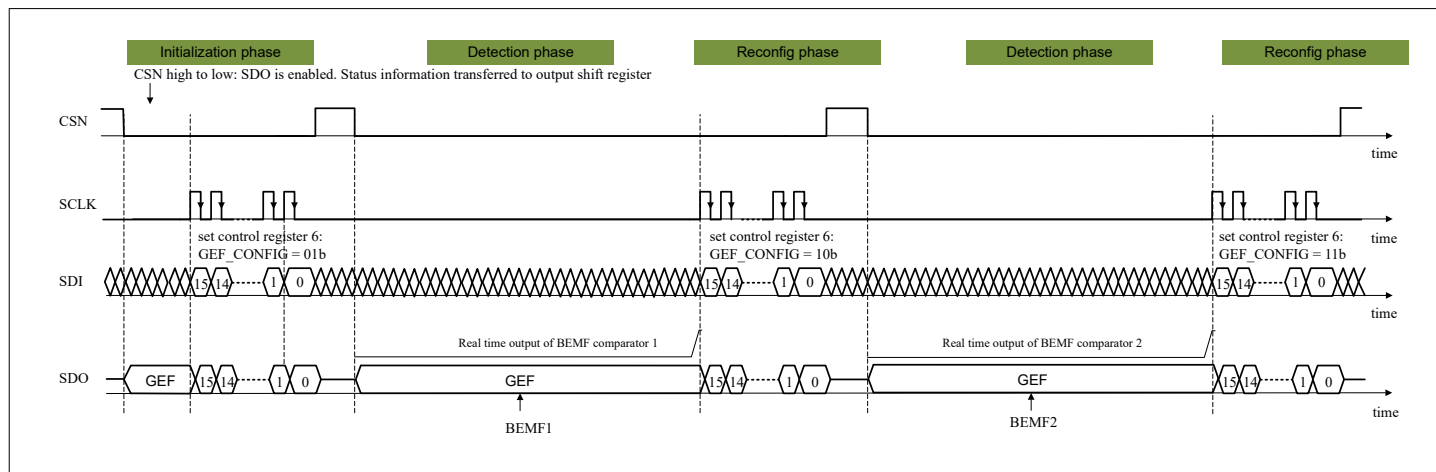 Initialization phase
Detection phase
Reconfig phase
Detection phase
Reconfig phase
CSN high to low: SDO is enabled. Status information transferred to output shift register
CSN
time
SCLK
time
set control register 6:
GEF_CONFIG = 01b
set control register 6:
GEF_CONFIG = 10b
set control register 6:
GEF_CONFIG = 11b
SDI
15 14 1 0
15 14 1 0
15 14 1 0
time
Real time output of BEMF comparator 1
Real time output of BEMF comparator 2
SDO
GEF
15 14 1 0
GEF
15 14 1 0
GEF
15 14 1 0
time
BEMF1
BEMF2